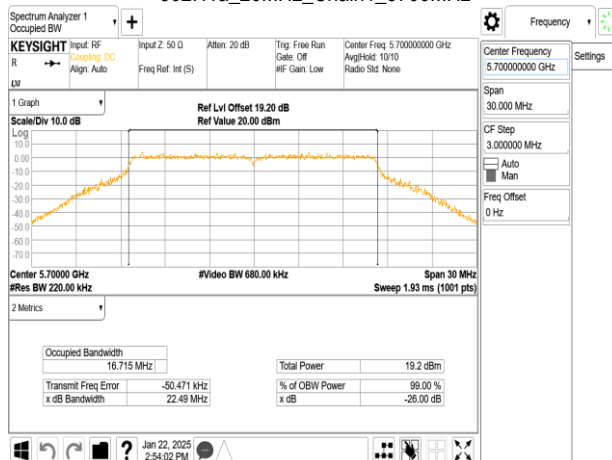 Spectrum Analyzer 1
Occupied BW
Frequency
KEYSIGHT
R
LXI
Input: RF
Coupling: DC
Align: Auto
Input Z: 50 Ω
Freq Ref: Int (S)
Atten: 20 dB
Trig: Free Run
Gate: Off
#IF Gain: Low
Center Freq: 5.700000000 GHz
Avg|Hold: 10/10
Radio Std: None
Center Frequency
5.700000000 GHz
Settings
Span
30.000 MHz
CF Step
3.000000 MHz
Auto
Man
Freq Offset
0 Hz
1 Graph
Scale/Div 10.0 dB
Ref Lvl Offset 19.20 dB
Ref Value 20.00 dBm
Log
10.0
0.00
-10.0
-20.0
-30.0
-40.0
-50.0
-60.0
-70.0
Center 5.70000 GHz
#Video BW 680.00 kHz
Span 30 MHz
#Res BW 220.00 kHz
Sweep 1.93 ms (1001 pts)
2 Metrics
Occupied Bandwidth
16.715 MHz
Total Power 19.2 dBm
Transmit Freq Error -50.471 kHz
% of OBW Power 99.00 %
x dB Bandwidth 22.49 MHz
x dB -26.00 dB
?
Jan 22, 2025
2:54:02 PM